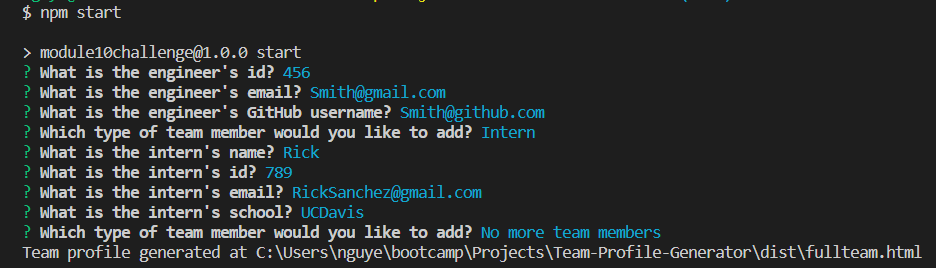 $ npm start
> module10challenge@1.0.0 start
? What is the engineer's id? 456
? What is the engineer's email? Smith@gmail.com
? What is the engineer's GitHub username? Smith@github.com
? Which type of team member would you like to add? Intern
? What is the intern's name? Rick
? What is the intern's id? 789
? What is the intern's email? RickSanchez@gmail.com
? What is the intern's school? UCDavis
? Which type of team member would you like to add? No more team members
Team profile generated at C:\Users\nguye\bootcamp\Projects\Team-Profile-Generator\dist\fullteam.html